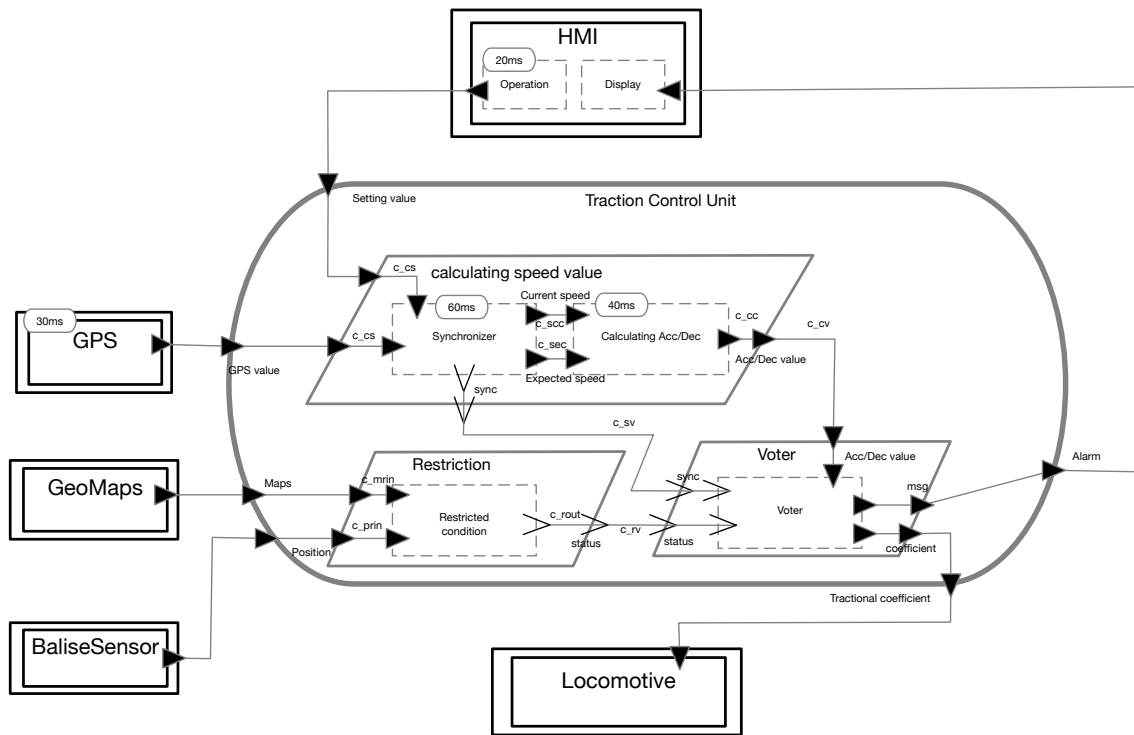 HMI
20ms
Operation
Display
Setting value
Traction Control Unit
c_cs
calculating speed value
Current speed
60ms
40ms
30ms
GPS
c_cs
Synchronizer
c_scc
Calculating Acc/Dec
c_cc
c_cv
c_sec
GPS value
Acc/Dec value
Expected speed
sync
c_sv
Restriction
Voter
Acc/Dec value
Alarm
GeoMaps
Maps
c_mrin
sync
msg
c_prin
Restricted
condition
c_rout
Voter
Position
status
c_rv
status
coefficient
Tractional coefficient
BaliseSensor
Locomotive